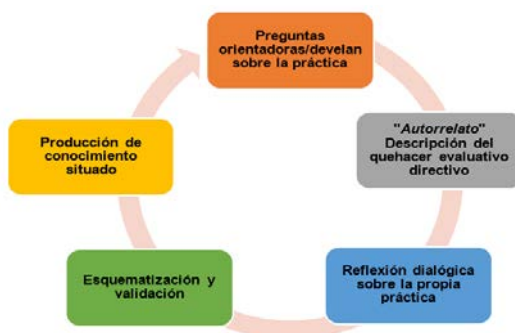 Preguntas
orientadoras/develan
sobre la práctica
"Autorrelato"
Descripción del
quehacer evaluativo
directivo
Reflexión dialógica
sobre la propia
práctica
Esquematización y
validación
Producción de
conocimiento
situado